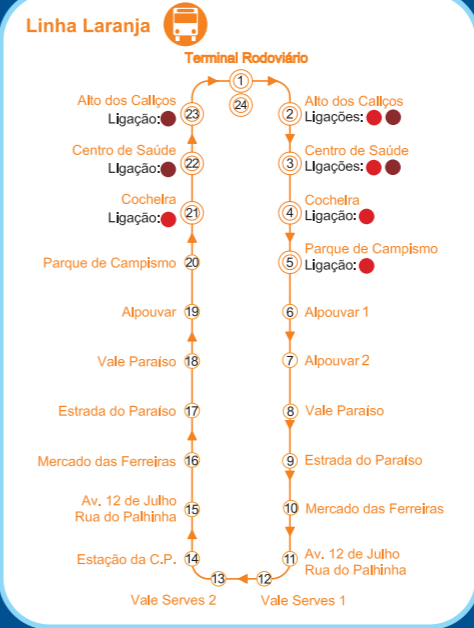 Linha Laranja
Terminal Rodoviário
1
24
Alto dos Caliços
Ligação:
23
2
Alto dos Caliços
Ligações:
Centro de Saúde
Ligação:
22
3
Centro de Saúde
Ligações:
Cocheira
Ligação:
21
4
Cocheira
Ligação:
Parque de Campismo
20
5
Parque de Campismo
Ligação:
Alpouvar
19
6
Alpouvar 1
Vale Paraíso
18
7
Alpouvar 2
Estrada do Paraíso
17
8
Vale Paraíso
Mercado das Ferreiras
16
9
Estrada do Paraíso
Av. 12 de Julho
Rua do Palhinha
15
10
Mercado das Ferreiras
Estação da C.P.
14
11
Av. 12 de Julho
Rua do Palhinha
13
12
Vale Serves 2
Vale Serves 1